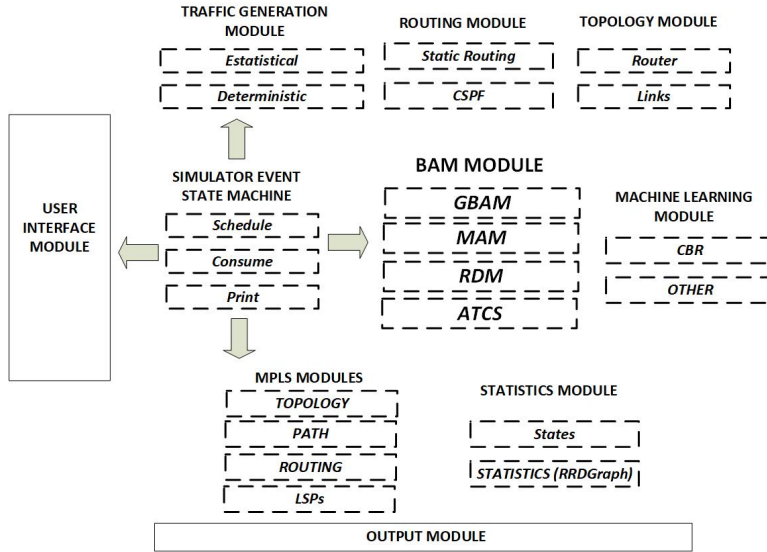 TRAFFIC GENERATION
MODULE
Estatistical
Deterministic
ROUTING MODULE
Static Routing
CSPF
TOPOLOGY MODULE
Router
Links
USER
INTERFACE
MODULE
SIMULATOR EVENT
STATE MACHINE
Schedule
Consume
Print
BAM MODULE
GBAM
MAM
RDM
ATCS
MACHINE LEARNING
MODULE
CBR
OTHER
MPLS MODULES
TOPOLOGY
PATH
ROUTING
LSPs
STATISTICS MODULE
States
STATISTICS (RRDGraph)
OUTPUT MODULE